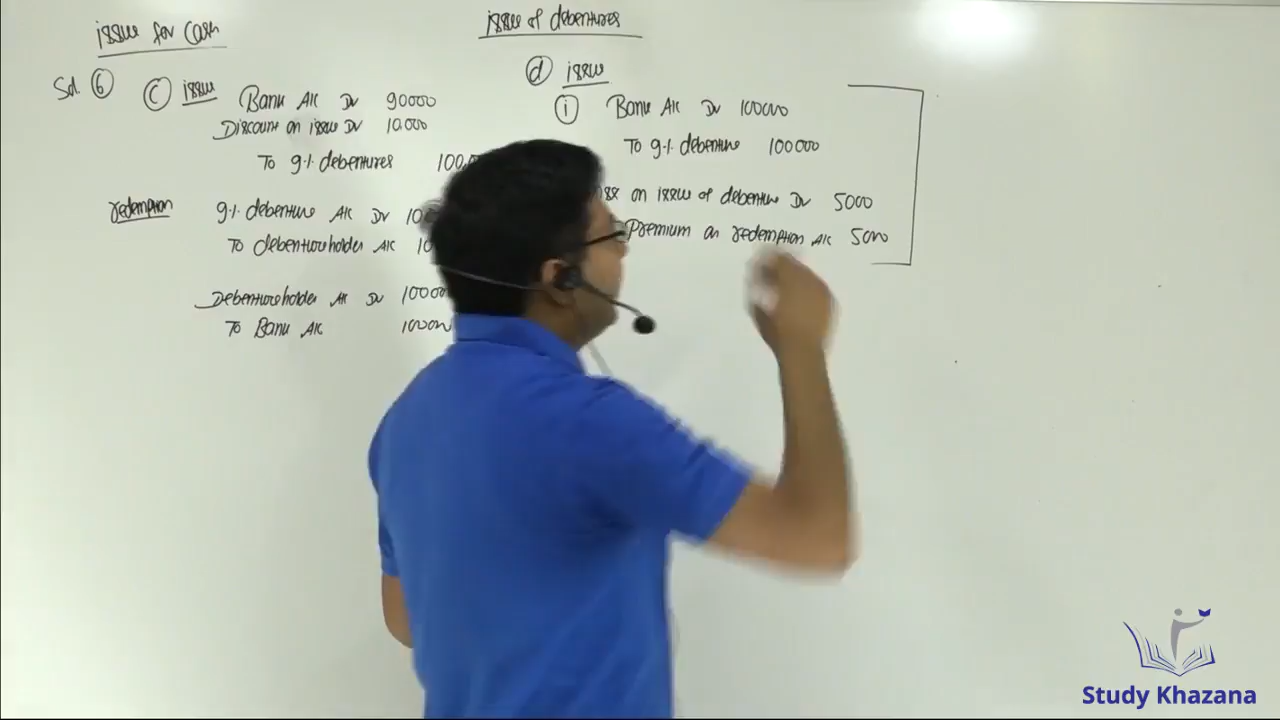 issue for Cash
issue of debentures
Sol. 6 C issue Bank A/c Dr 90000
Discount on issue Dr 10,000
To 9.1. debentures 100,
redemption 9.1. debenture A/c Dr 10
To debentureholder A/c 10
Debentureholder A/c Dr 10000
To Bank A/c 10000
d issue
i Bank A/c Dr 100000
To 9.1. debenture 100000
on issue of debenture Dr 5000
Premium on redemption A/c 5000
Study Khazana